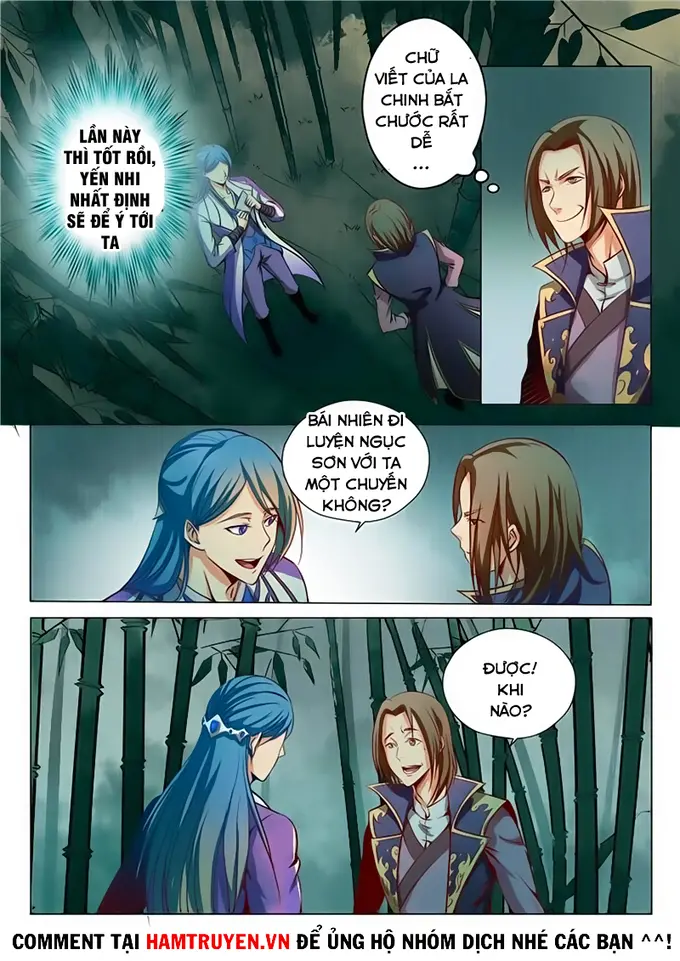 LẦN NÀY
THÌ TỐT RỒI,
YẾN NHI
NHẤT ĐỊNH
SẼ ĐỂ Ý TỚI
TA
CHỮ
VIẾT CỦA LA
CHINH BẮT
CHƯỚC RẤT
DỄ
...
BÁI NHIÊN ĐI
LUYỆN NGỤC
SƠN VỚI TA
MỘT CHUYẾN
KHÔNG?
ĐƯỢC!
KHI
NÀO?
COMMENT TẠI HAMTRUYEN.VN ĐỂ ỦNG HỘ NHÓM DỊCH NHÉ CÁC BẠN ^^!